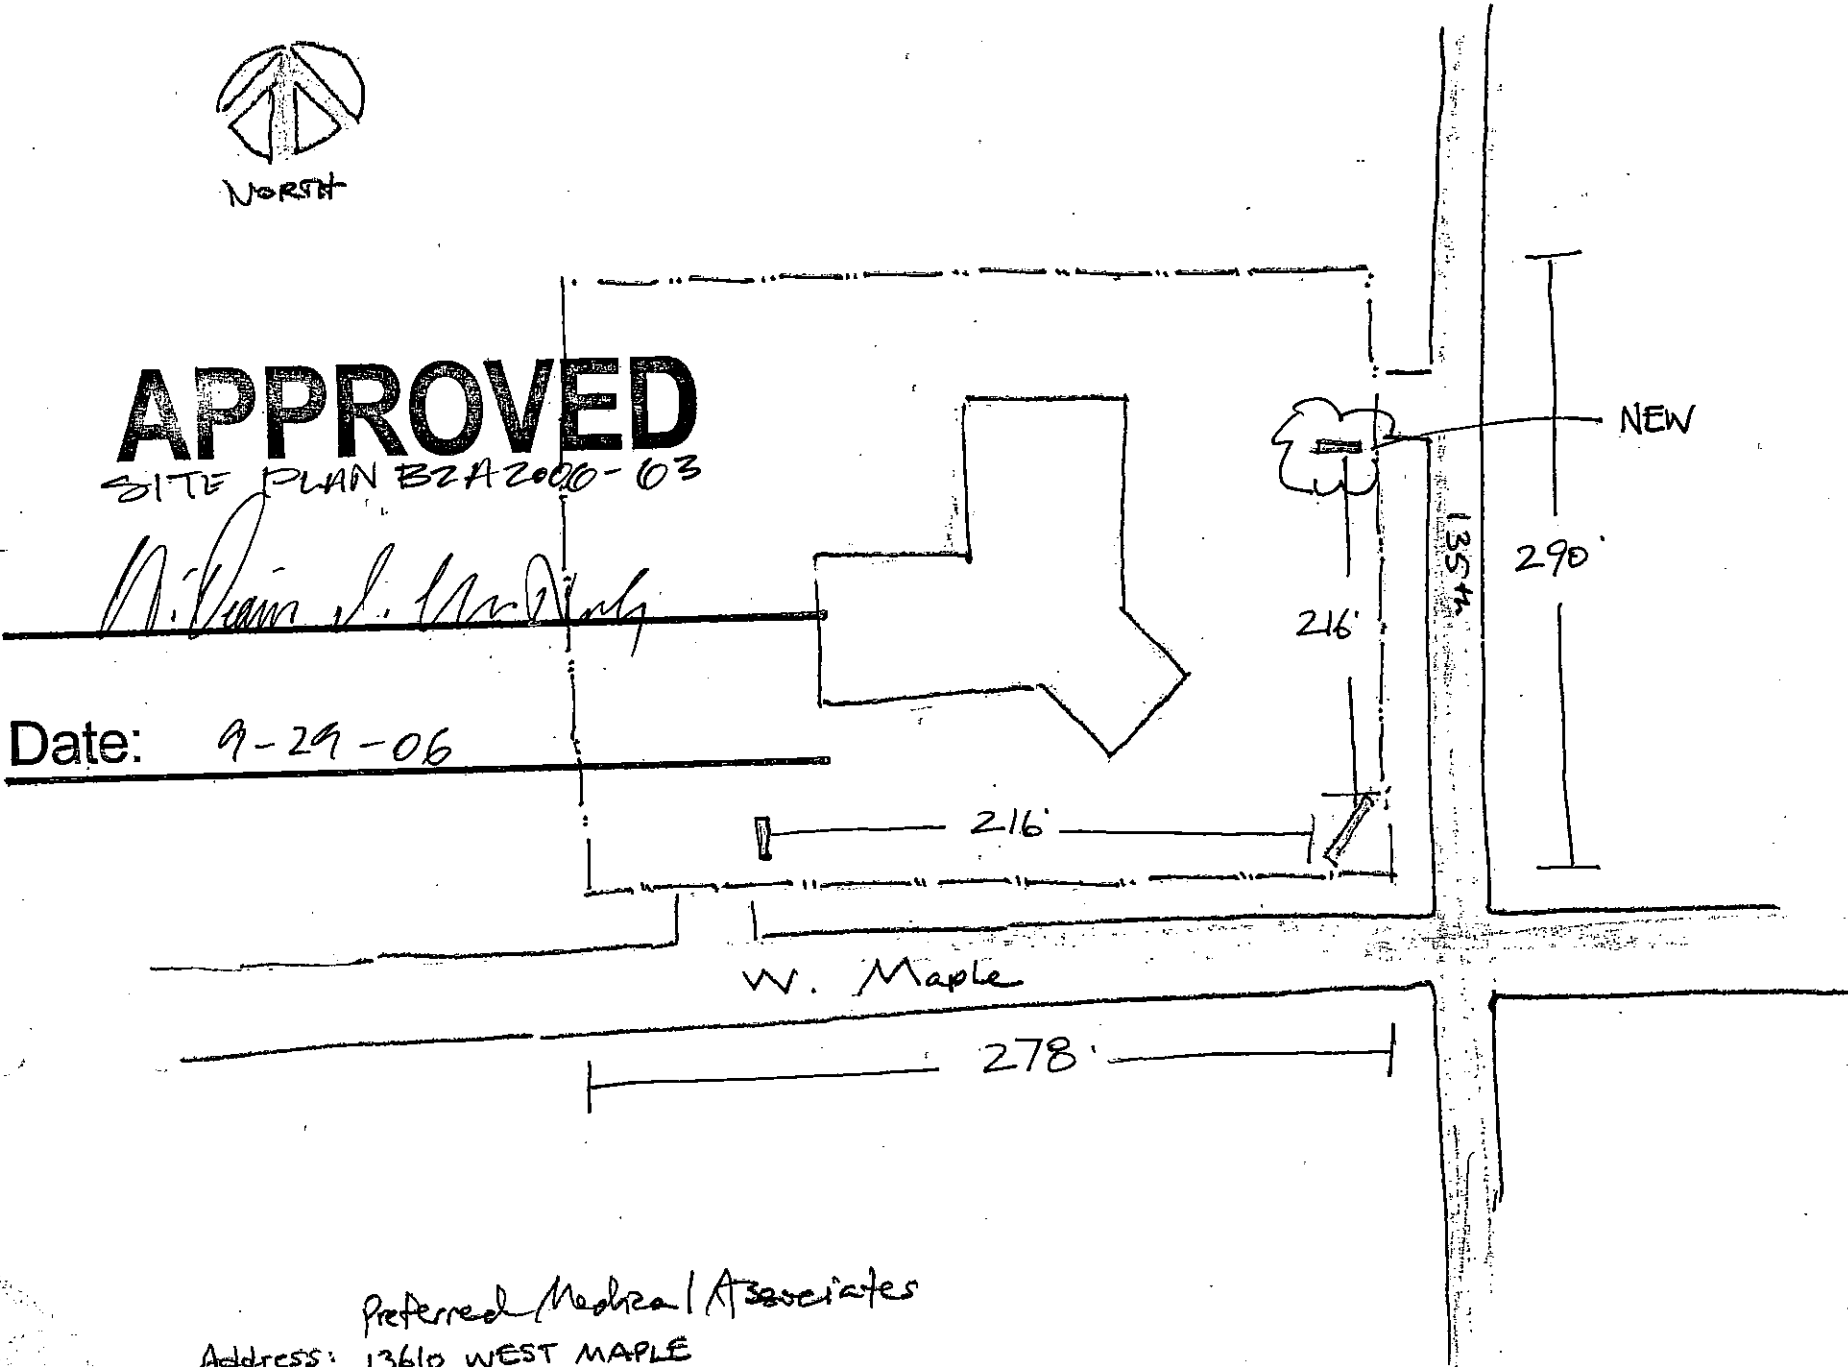 NORTH
APPROVED
SITE PLAN BZA2006-63
Date: 9-29-06
NEW
135th
290'
216'
216'
W. Maple
278'
Preferred Medical Associates
Address: 13610 WEST MAPLE